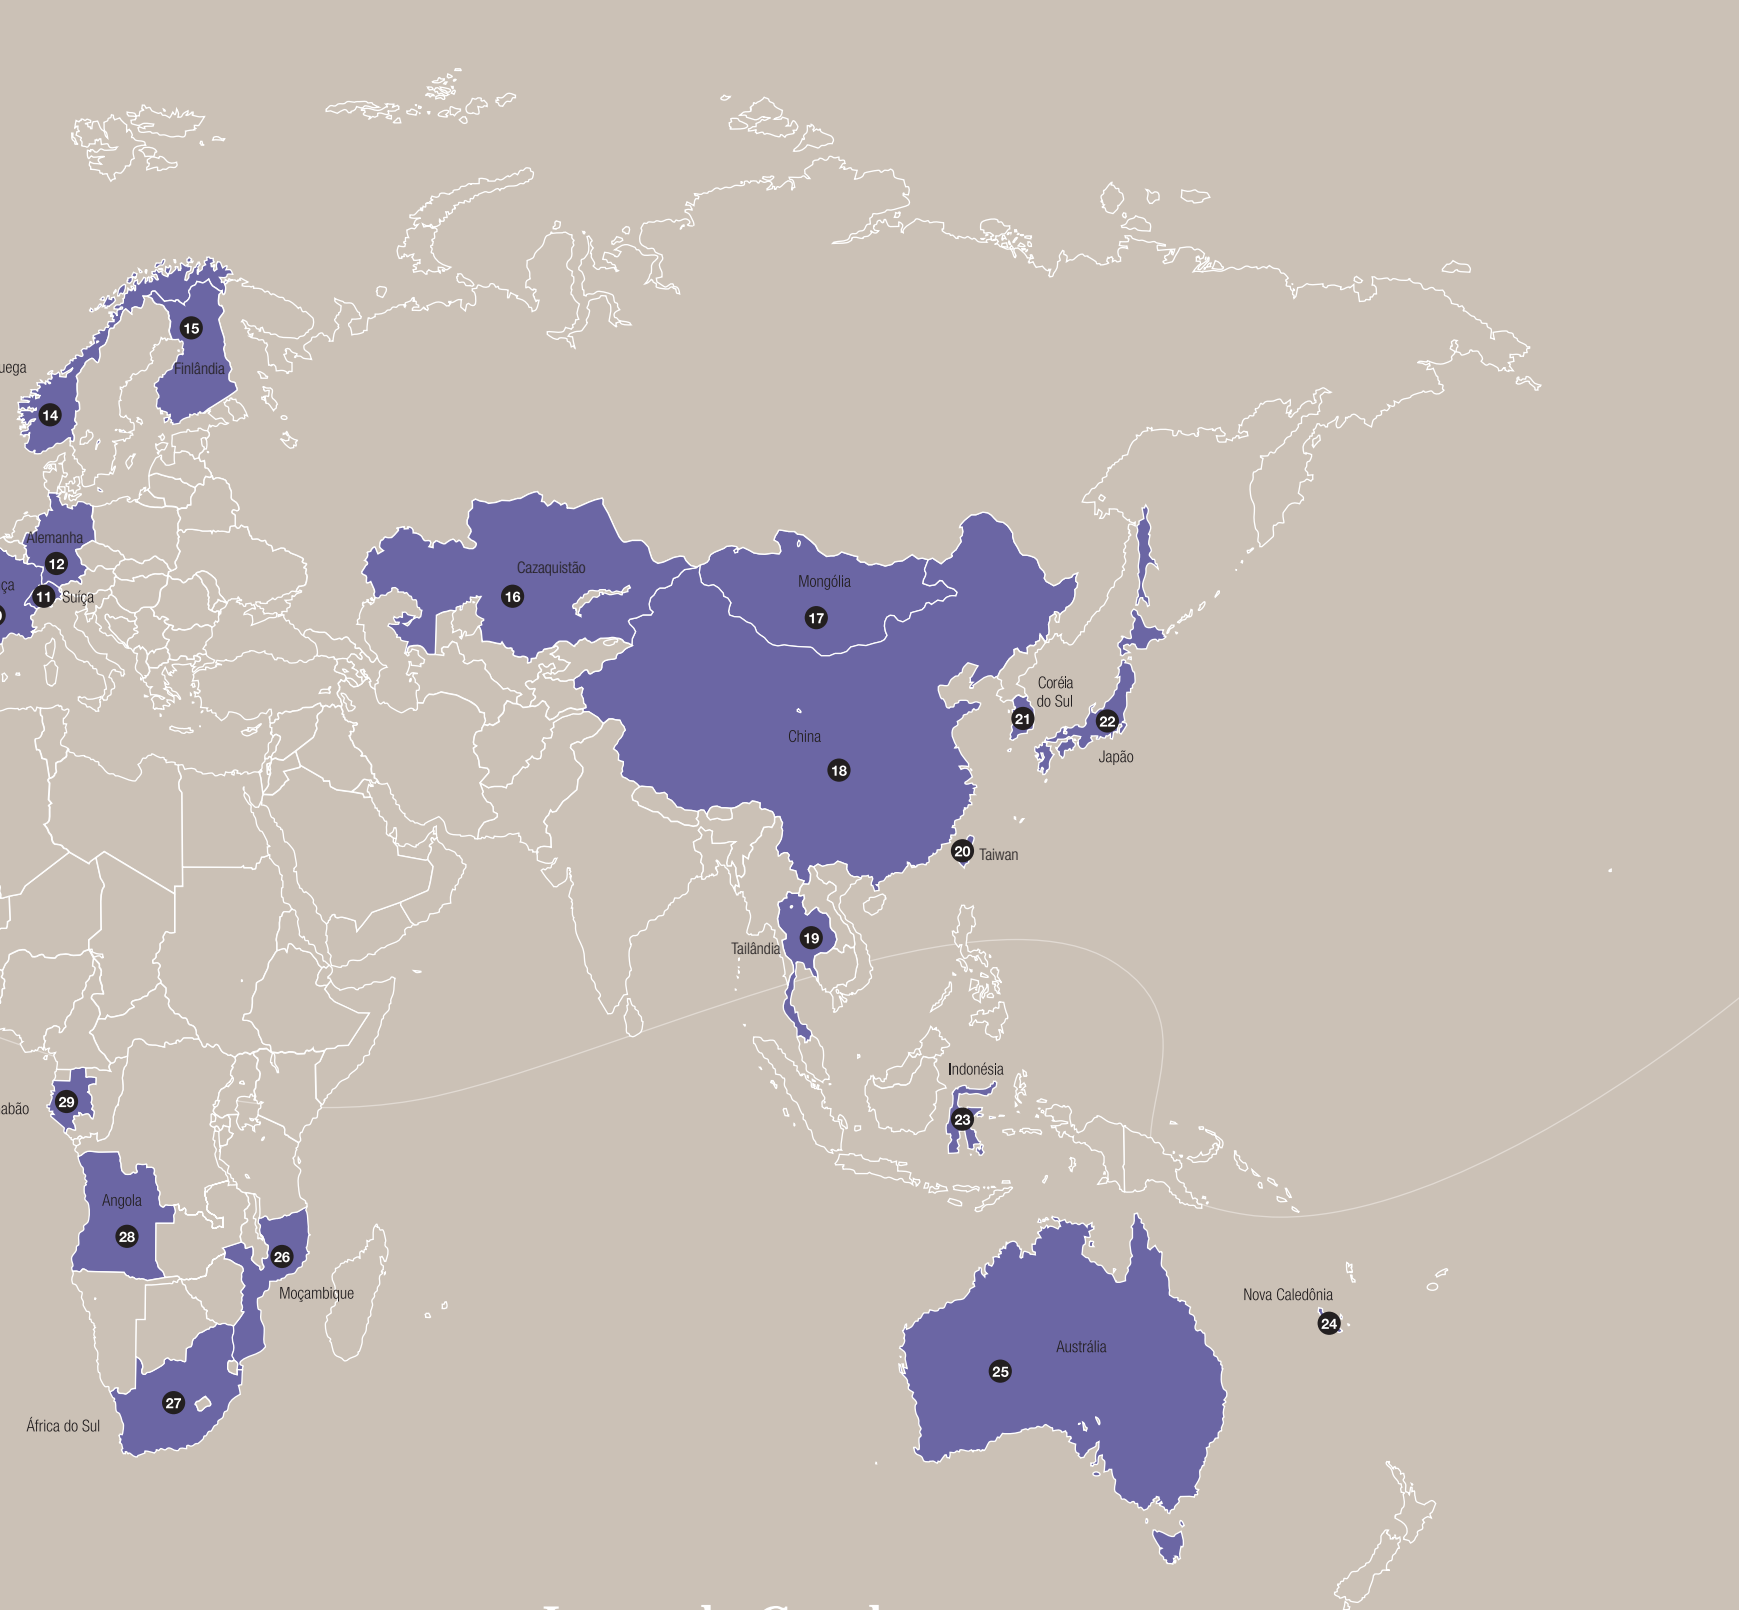 15
Finlândia
uega
14
Alemanha
12
ça
11
Suíça
Cazaquistão
16
Mongólia
17
China
18
Coréia
do Sul
21
22
Japão
20
Taiwan
19
Tailândia
Indonésia
23
29
abão
Angola
28
26
Moçambique
27
África do Sul
Nova Caledônia
24
Austrália
25